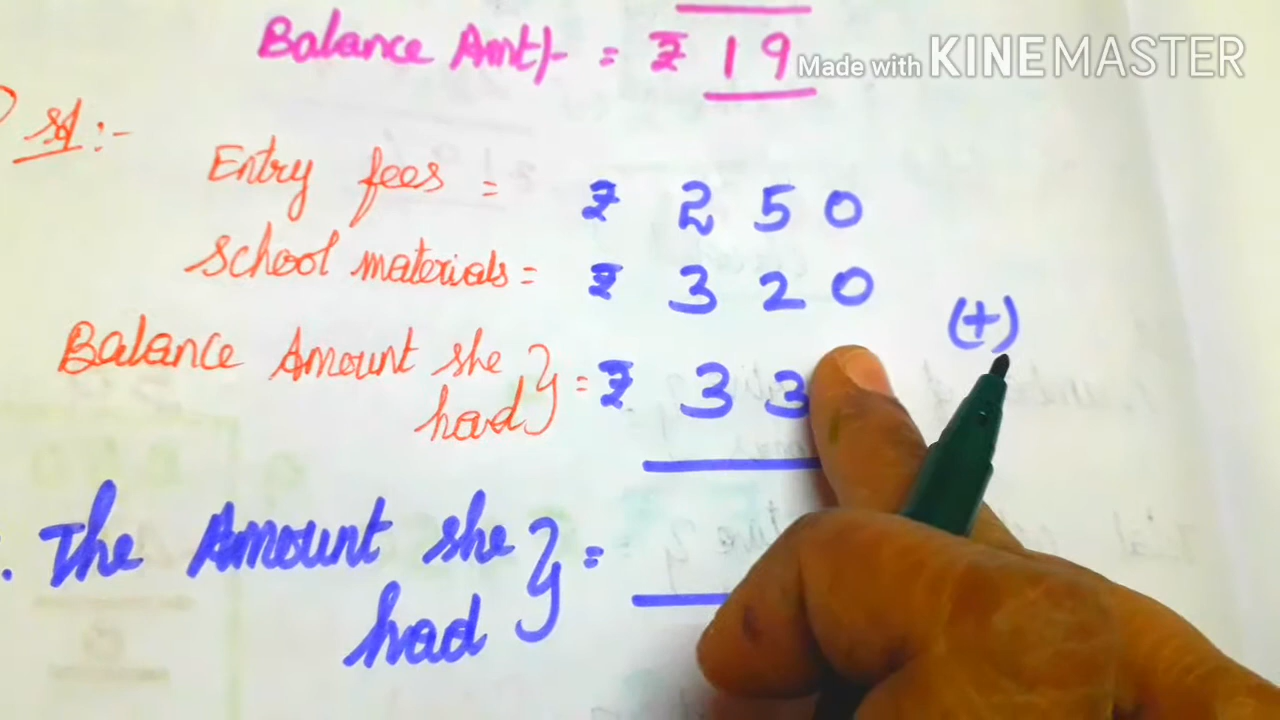 Balance Amt/- = ₹ 19
Made with KINEMASTER
Sol :-
Entry fees = ₹ 250
School materials = ₹ 320
(+)
Balance Amount she had } = ₹ 33
The Amount she had } =